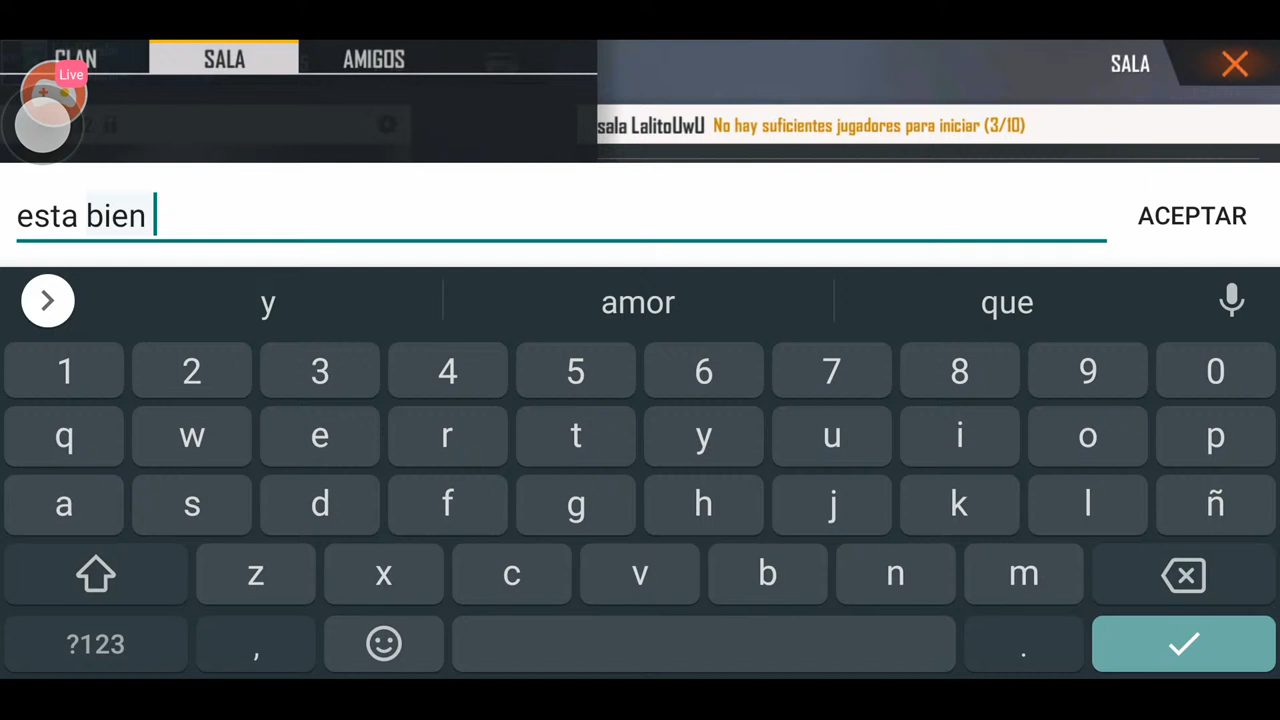 CLAN SALA AMIGOS SALA
Live
sala LalitoUwU No hay suficientes jugadores para iniciar (3/10)
esta bien ACEPTAR
y amor que
1 2 3 4 5 6 7 8 9 0
q w e r t y u i o p
a s d f g h j k l ñ
z x c v b n m
?123 , .